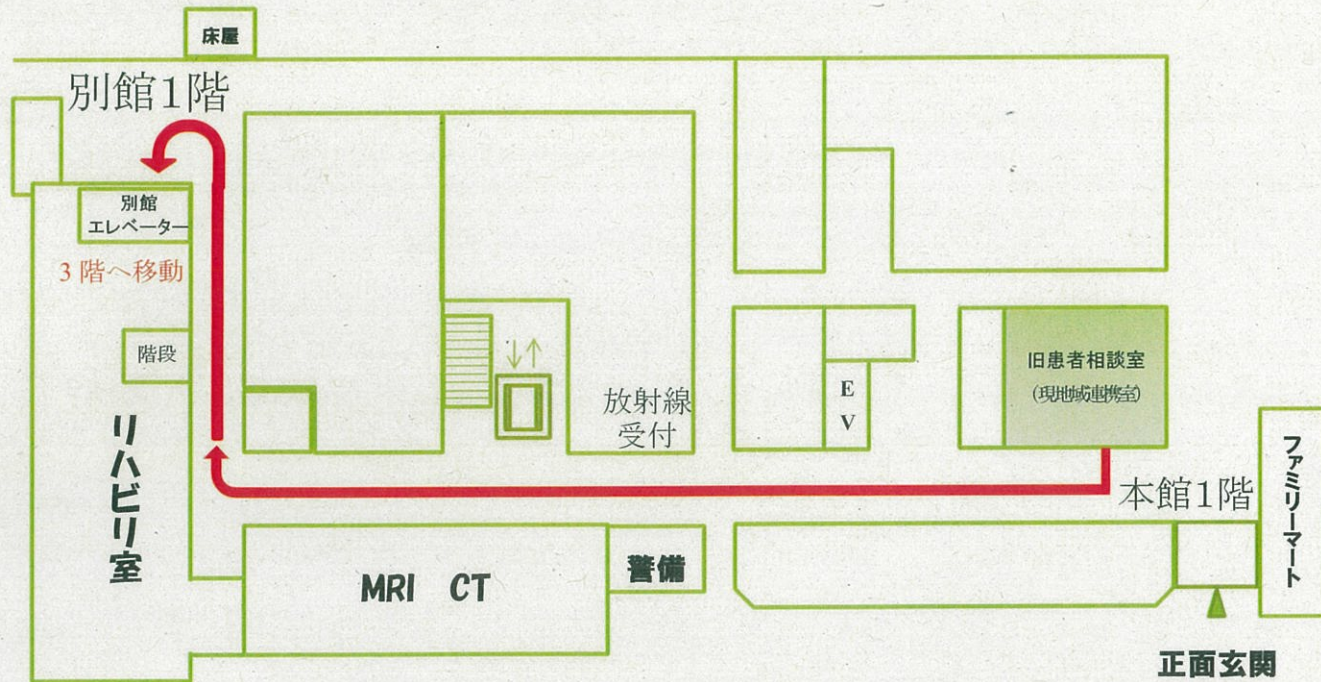 床屋
別館1階
別館
エレベーター
3階へ移動
階段
リハビリ室
放射線
受付
EV
旧患者相談室
(現地域連携室)
本館1階
ファミリーマート
MRI CT
警備
正面玄関